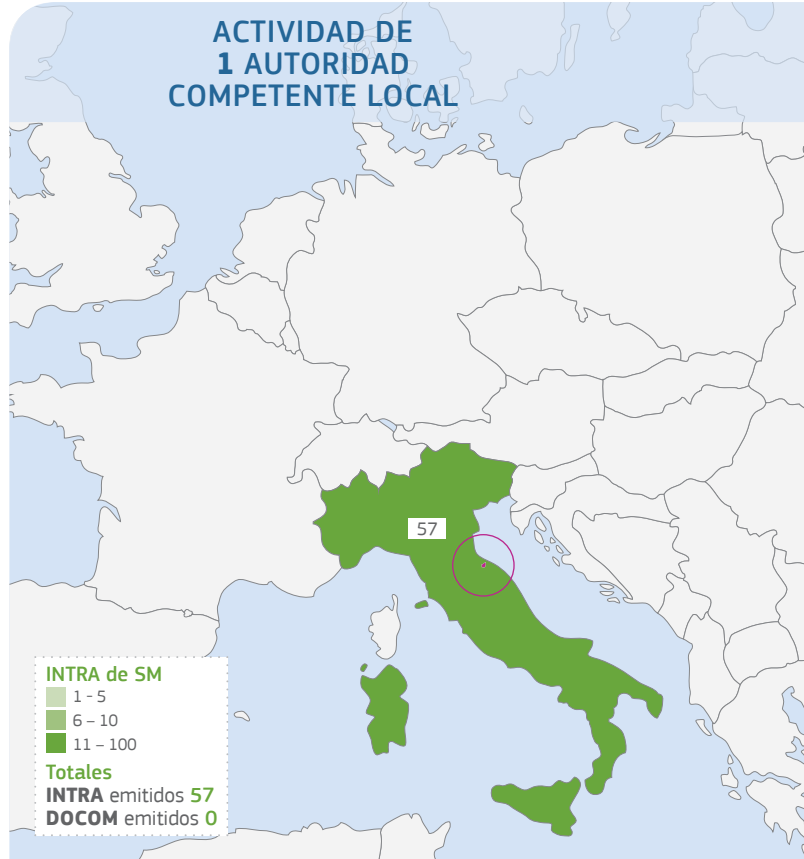 ACTIVIDAD DE
1 AUTORIDAD
COMPETENTE LOCAL
57
INTRA de SM
1 - 5
6 – 10
11 – 100
Totales
INTRA emitidos 57
DOCOM emitidos 0